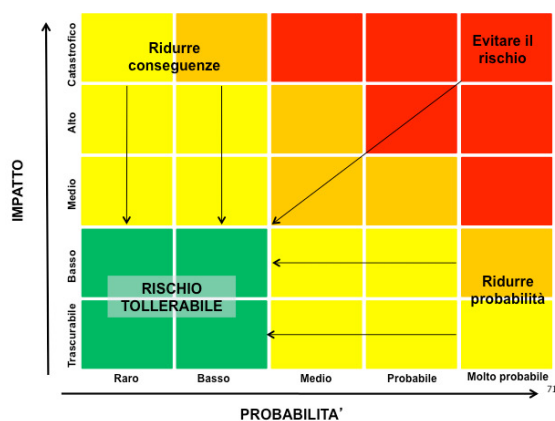 Catastrofico
Ridurre
conseguenze
Evitare il
rischio
Alto
IMPATTO
Medio
Basso
RISCHIO
TOLLERABILE
Ridurre
probabilità
Trascurabile
Raro
Basso
Medio
Probabile
Molto probabile
71
PROBABILITA'